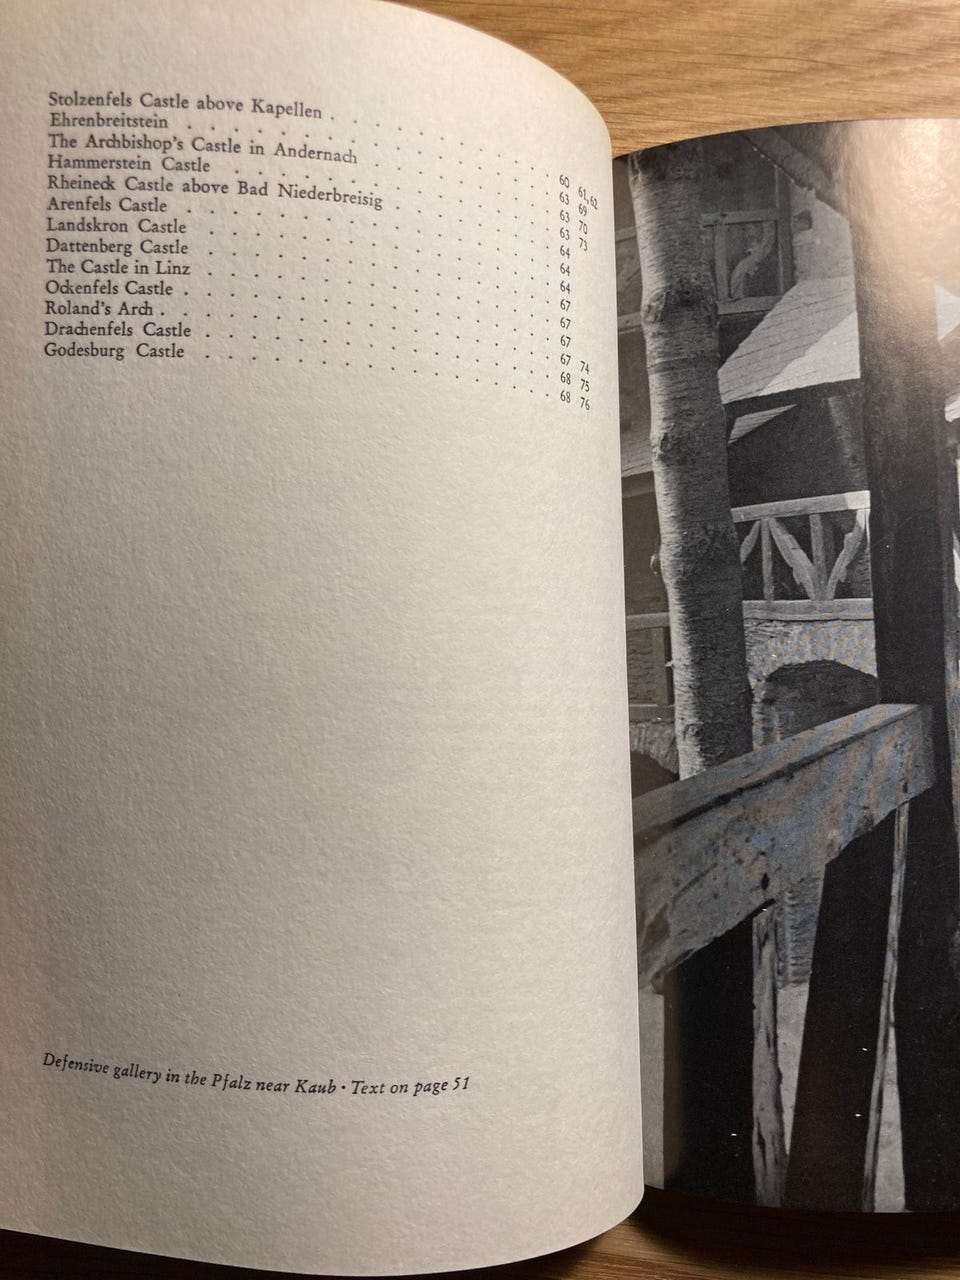 Stolzenfels Castle above Kapellen . . . . . . . . . . 60 61,62
Ehrenbreitstein . . . . . . . . . . 63 69
The Archbishop's Castle in Andernach . . . . . . . . . . 63 70
Hammerstein Castle . . . . . . . . . . 63 73
Rheineck Castle above Bad Niederbreisig . . . . . . . . . . 64
Arenfels Castle . . . . . . . . . . 64
Landskron Castle . . . . . . . . . . 64
Dattenberg Castle . . . . . . . . . . 67
The Castle in Linz . . . . . . . . . . 67
Ockenfels Castle . . . . . . . . . . 67
Roland's Arch . . . . . . . . . . 67 74
Drachenfels Castle . . . . . . . . . . 68 75
Godesburg Castle . . . . . . . . . . 68 76
Defensive gallery in the Pfalz near Kaub · Text on page 51